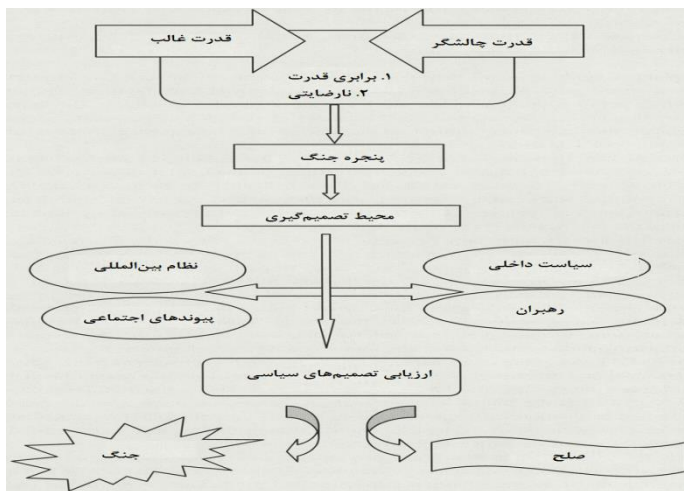 قدرت چالشگر
قدرت غالب
۱. برابری قدرت
۲. نارضایتی
پنجره جنگ
محیط تصمیم‌گیری
سیاست داخلی
نظام بین‌المللی
رهبران
پیوندهای اجتماعی
ارزیابی تصمیم‌های سیاسی
صلح
جنگ